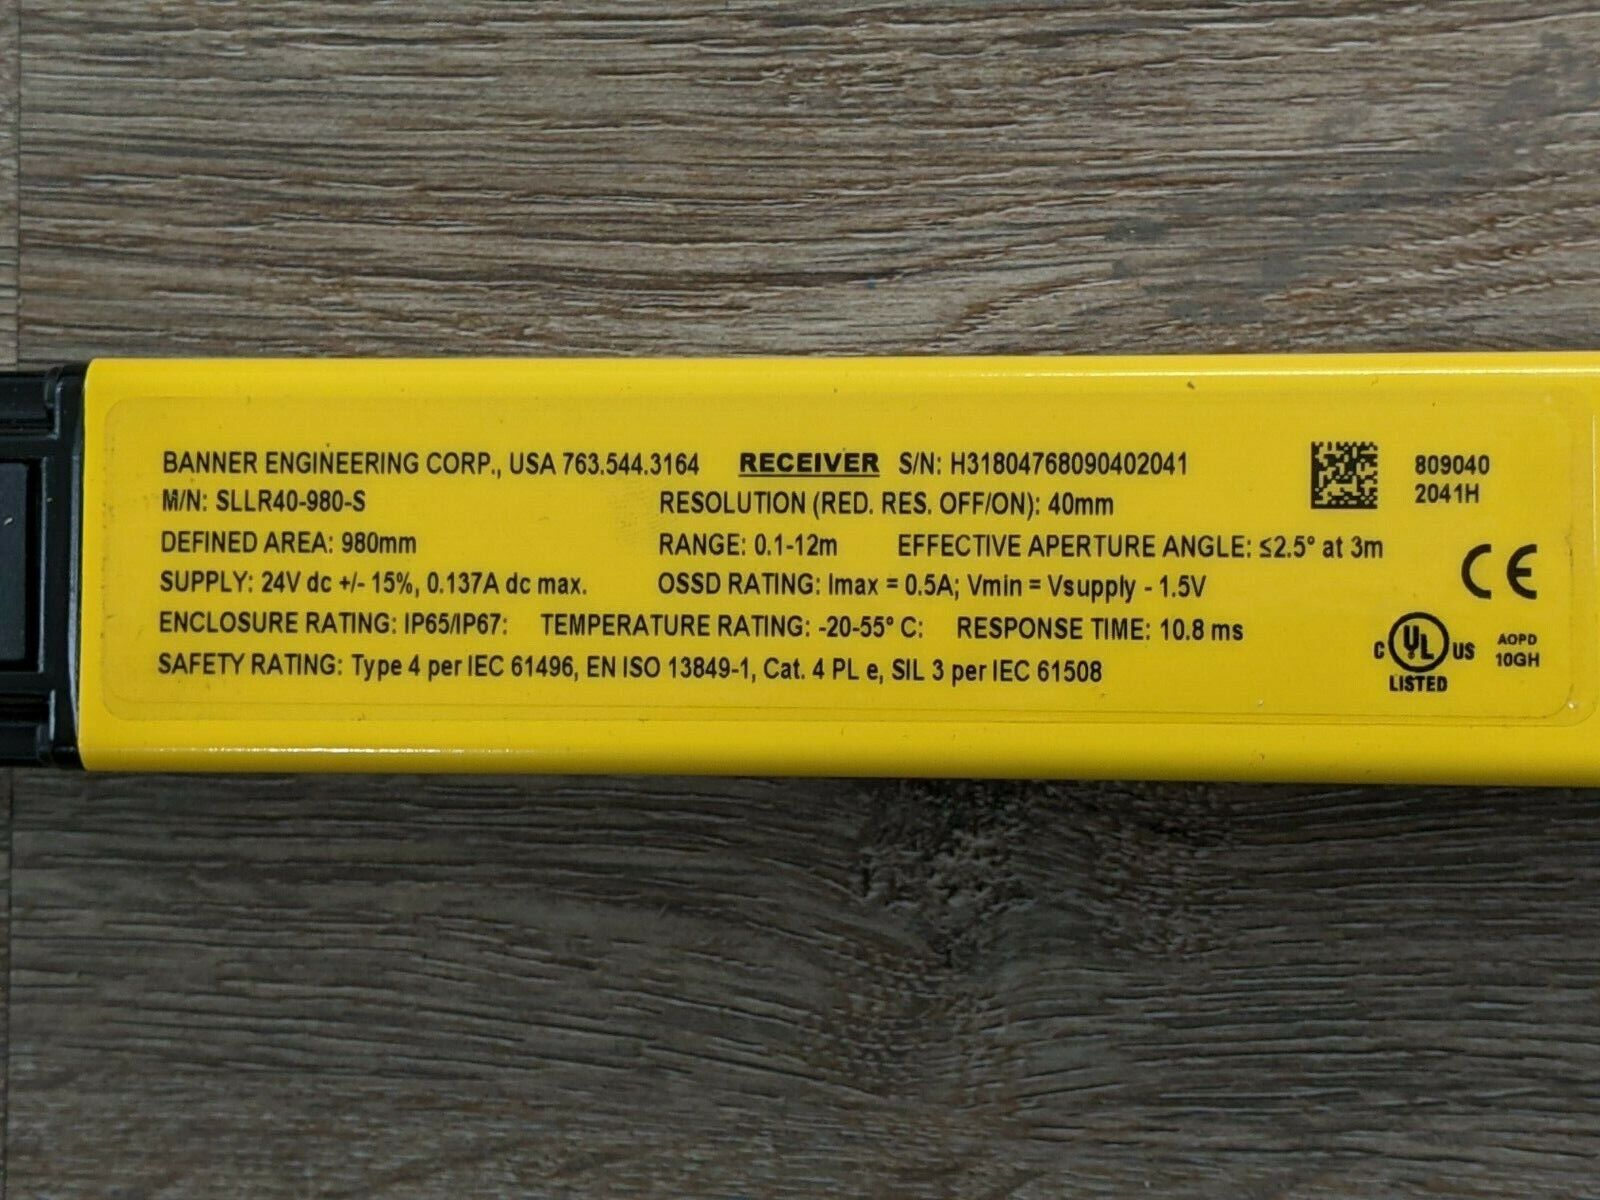 BANNER ENGINEERING CORP., USA 763.544.3164 RECEIVER S/N: H31804768090402041
M/N: SLLR40-980-S RESOLUTION (RED. RES. OFF/ON): 40mm
DEFINED AREA: 980mm RANGE: 0.1-12m EFFECTIVE APERTURE ANGLE: ≤2.5° at 3m
SUPPLY: 24V dc +/- 15%, 0.137A dc max. OSSD RATING: Imax = 0.5A; Vmin = Vsupply - 1.5V
ENCLOSURE RATING: IP65/IP67: TEMPERATURE RATING: -20-55° C: RESPONSE TIME: 10.8 ms
SAFETY RATING: Type 4 per IEC 61496, EN ISO 13849-1, Cat. 4 PL e, SIL 3 per IEC 61508
809040
2041H
CE
C UL US
®
LISTED
AOPD
10GH